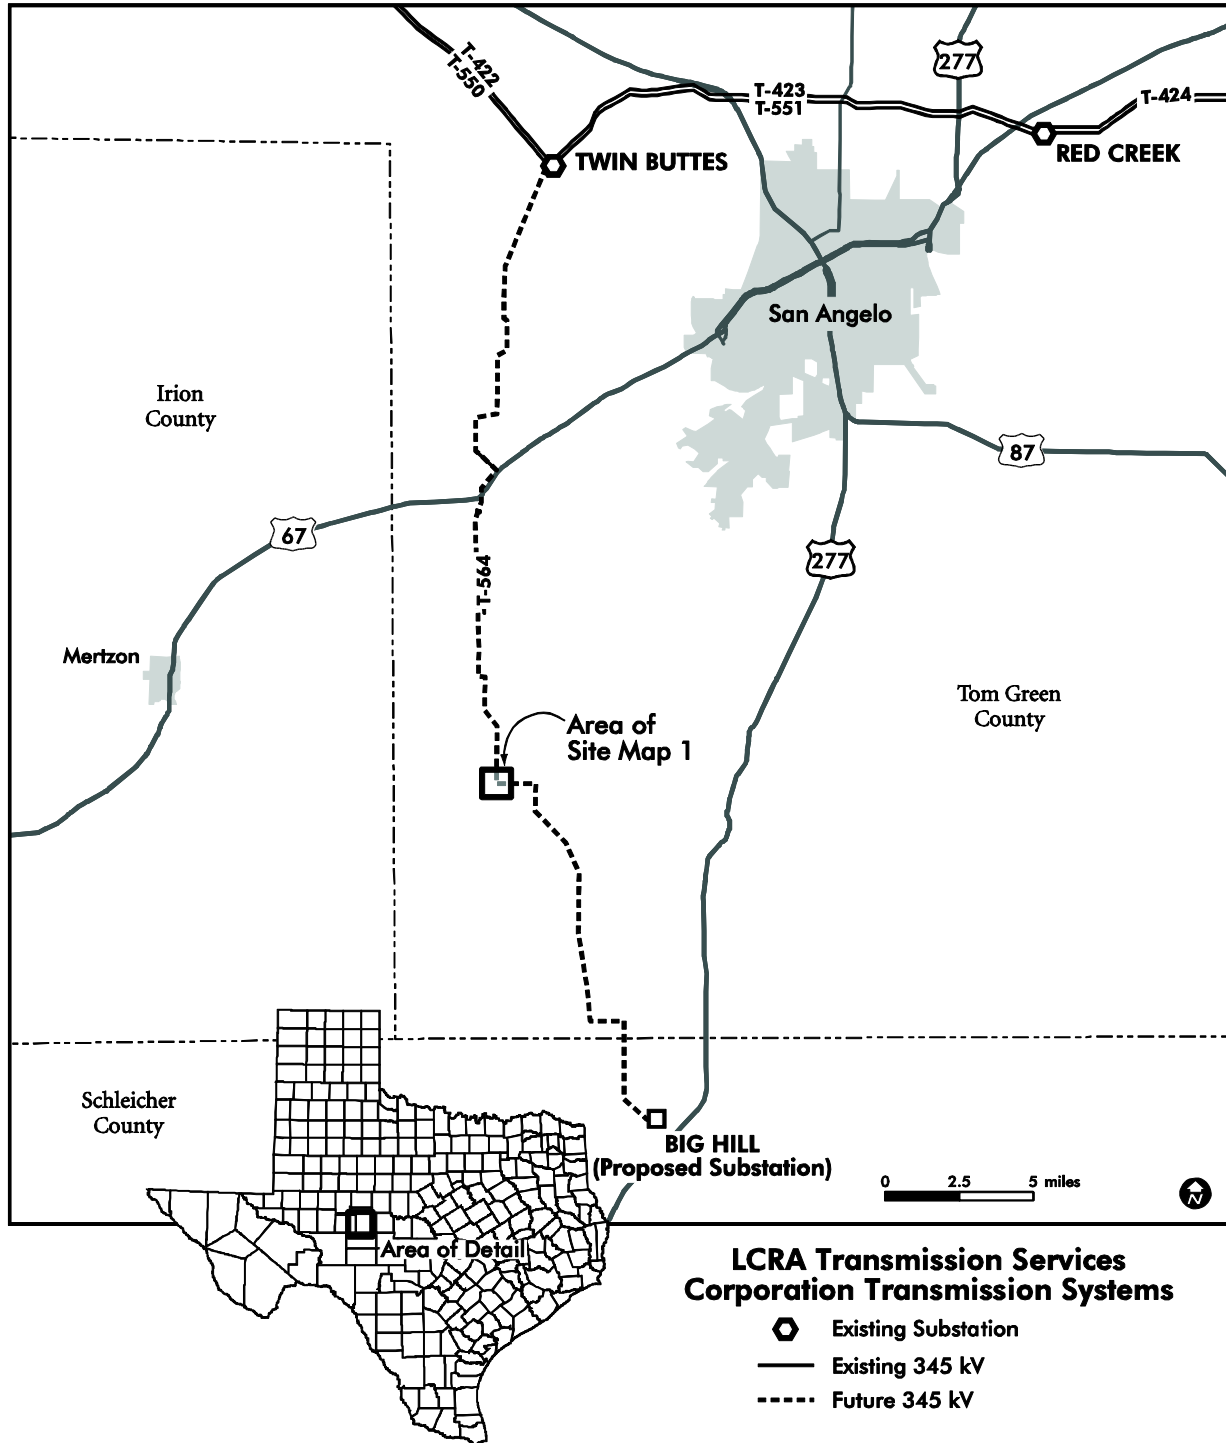 T-422
T-550
T-423
T-551
277
T-424
TWIN BUTTES
RED CREEK
San Angelo
Irion
County
87
67
277
T-564
Mertzon
Tom Green
County
Area of
Site Map 1
Schleicher
County
BIG HILL
(Proposed Substation)
0 2.5 5 miles
N
Area of Detail
LCRA Transmission Services
Corporation Transmission Systems
Existing Substation
Existing 345 kV
Future 345 kV